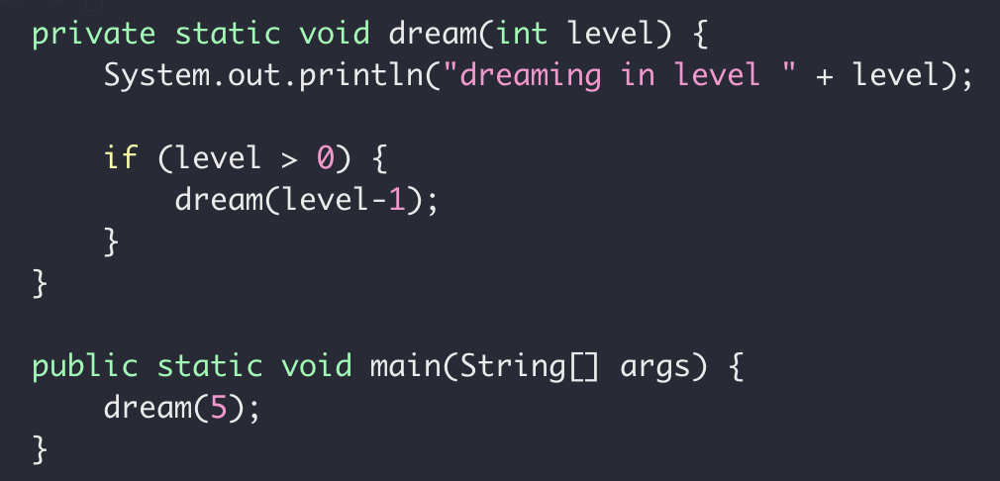 private static void dream(int level) {
    System.out.println("dreaming in level " + level);

    if (level > 0) {
        dream(level-1);
    }
}

public static void main(String[] args) {
    dream(5);
}